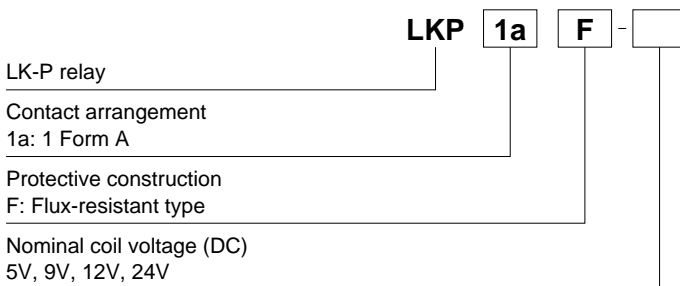 LKP 1a F -
LK-P relay
Contact arrangement
1a: 1 Form A
Protective construction
F: Flux-resistant type
Nominal coil voltage (DC)
5V, 9V, 12V, 24V